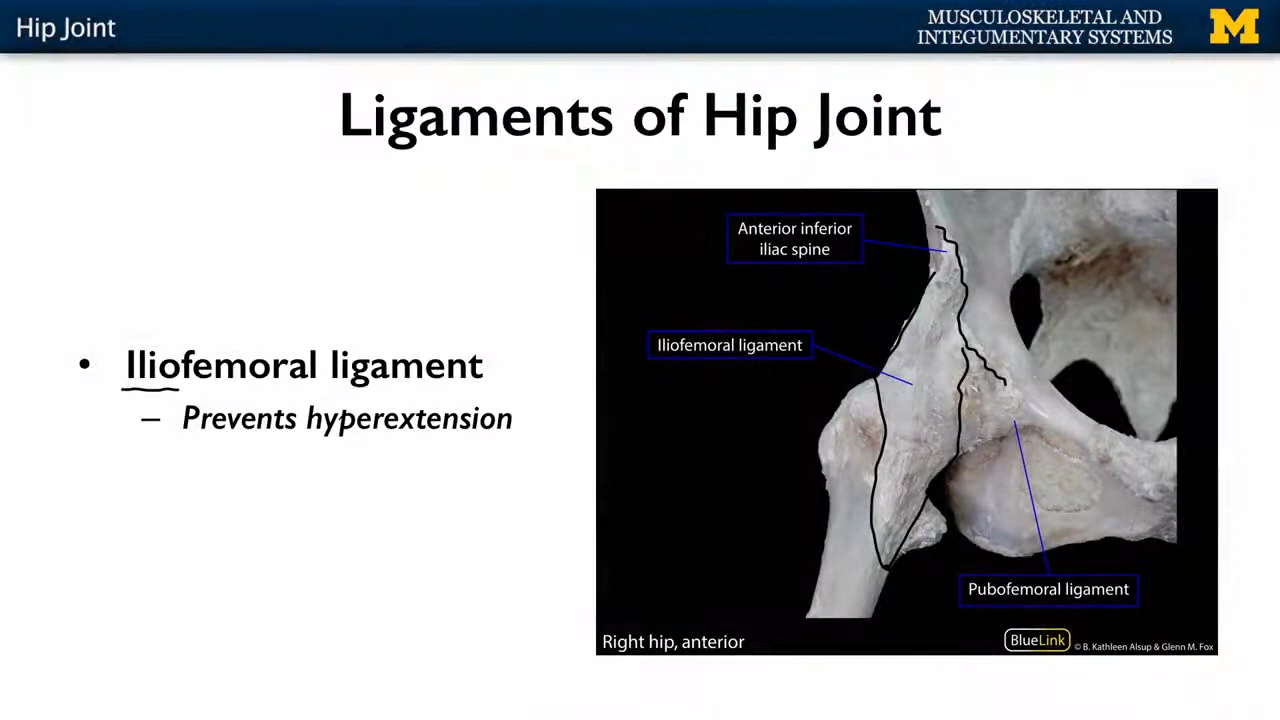 Hip Joint
MUSCULOSKELETAL AND
INTEGUMENTARY SYSTEMS
M
Ligaments of Hip Joint
• Iliofemoral ligament
– Prevents hyperextension
Anterior inferior
iliac spine
Iliofemoral ligament
Pubofemoral ligament
Right hip, anterior
BlueLink
© B. Kathleen Alsup & Glenn M. Fox